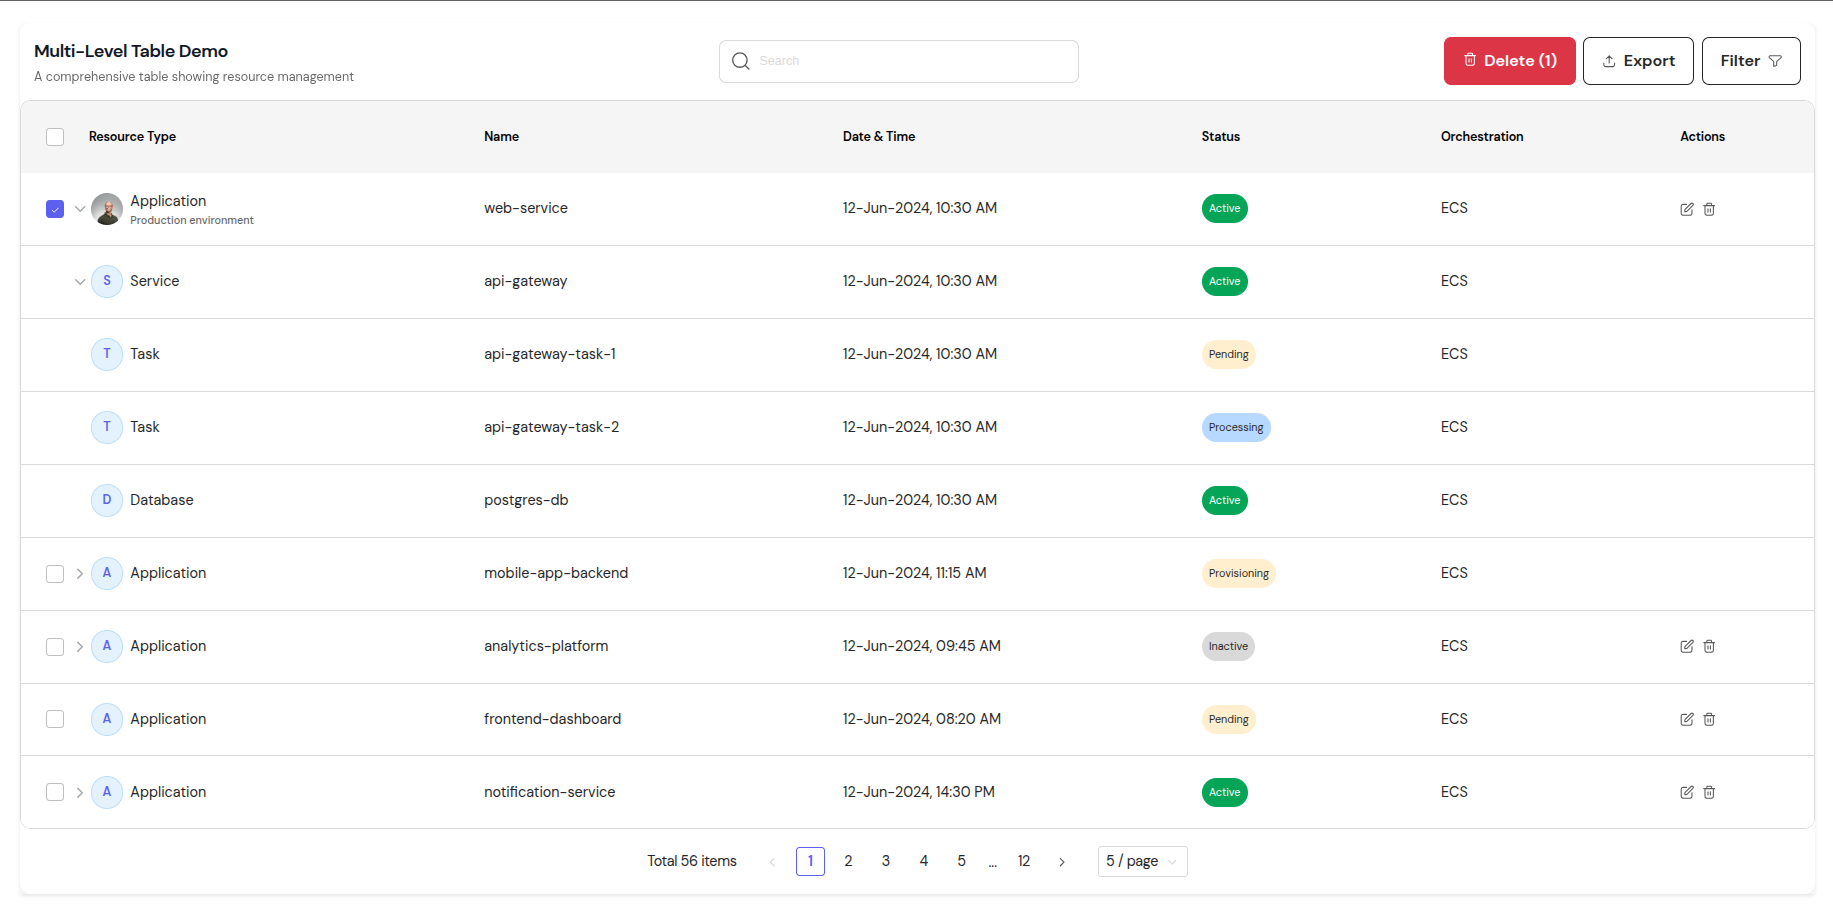 Multi-Level Table Demo
A comprehensive table showing resource management
Search
Delete (1)
Export
Filter
Resource Type Name Date & Time Status Orchestration Actions
Application
Production environment
web-service 12-Jun-2024, 10:30 AM Active ECS
S Service api-gateway 12-Jun-2024, 10:30 AM Active ECS
T Task api-gateway-task-1 12-Jun-2024, 10:30 AM Pending ECS
T Task api-gateway-task-2 12-Jun-2024, 10:30 AM Processing ECS
D Database postgres-db 12-Jun-2024, 10:30 AM Active ECS
A Application mobile-app-backend 12-Jun-2024, 11:15 AM Provisioning ECS
A Application analytics-platform 12-Jun-2024, 09:45 AM Inactive ECS
A Application frontend-dashboard 12-Jun-2024, 08:20 AM Pending ECS
A Application notification-service 12-Jun-2024, 14:30 PM Active ECS
Total 56 items 1 2 3 4 5 ... 12 5 / page